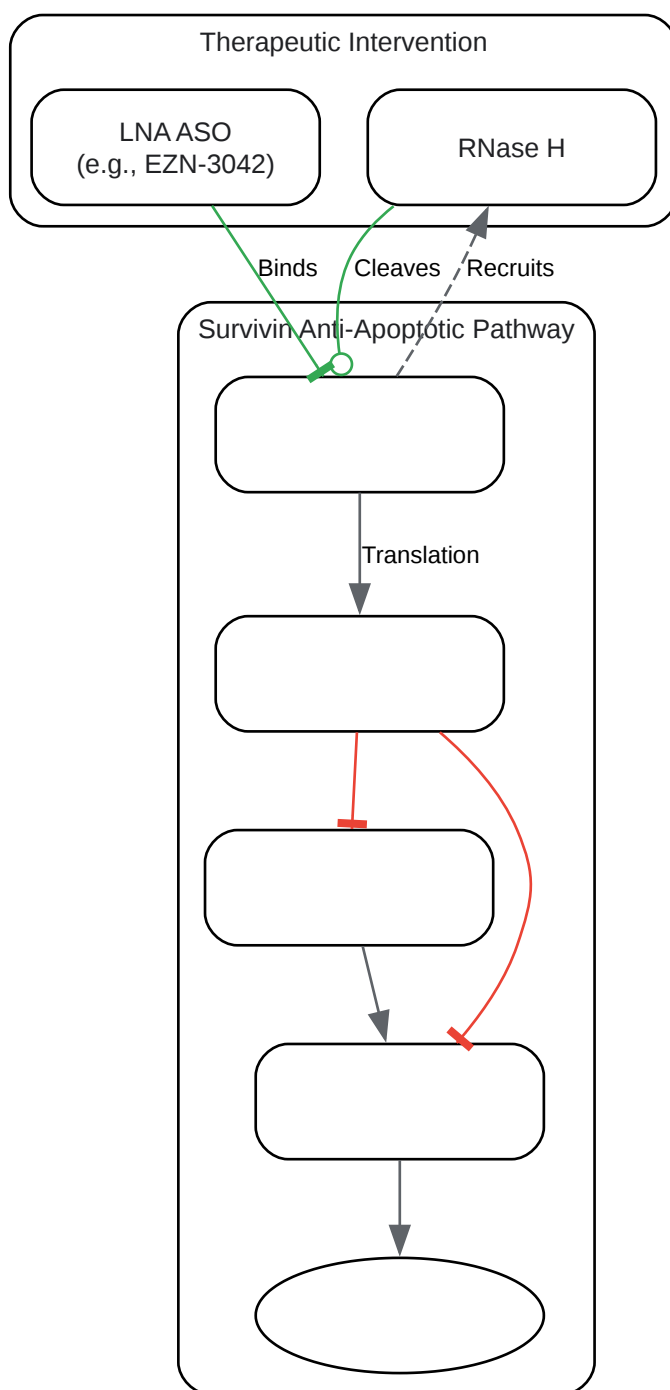 Therapeutic Intervention
LNA ASO
(e.g., EZN-3042)
RNase H
Binds
Cleaves
Recruits
Survivin Anti-Apoptotic Pathway
Translation